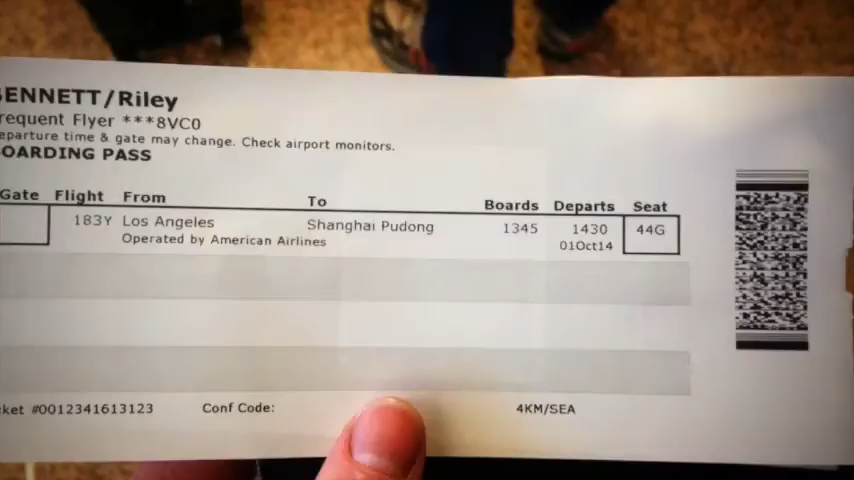 BENNETT/Riley
requent Flyer ***8VC0
eparture time & gate may change. Check airport monitors.
OARDING PASS
Gate Flight From To Boards Departs Seat
183Y Los Angeles Shanghai Pudong 1345 1430 44G
Operated by American Airlines 01Oct14
cket #0012341613123 Conf Code: 4KM/SEA